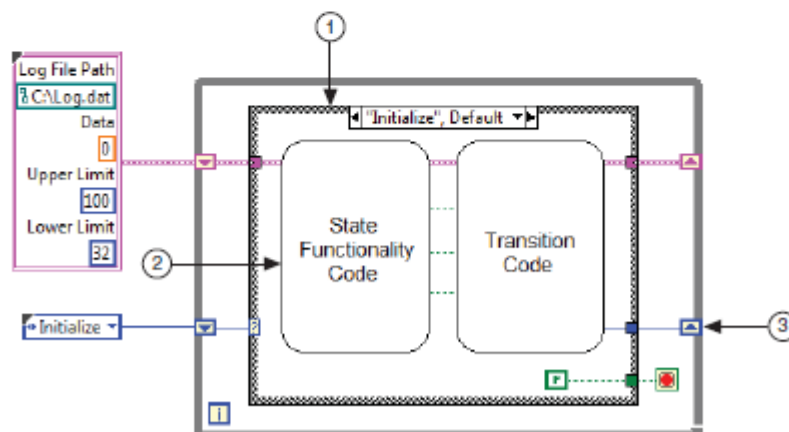 1
Log File Path
C:\Log.dat
Data
0
Upper Limit
100
Lower Limit
32
"Initialize", Default
State
Functionality
Code
Transition
Code
2
Initialize
?
3
F
i